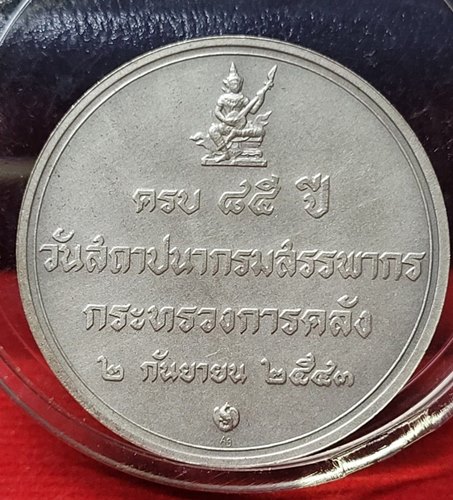 ครบ ๘๕ ปี
วันสถาปนากรมสรรพากร
กระทรวงการคลัง
๒ กันยายน ๒๕๔๓